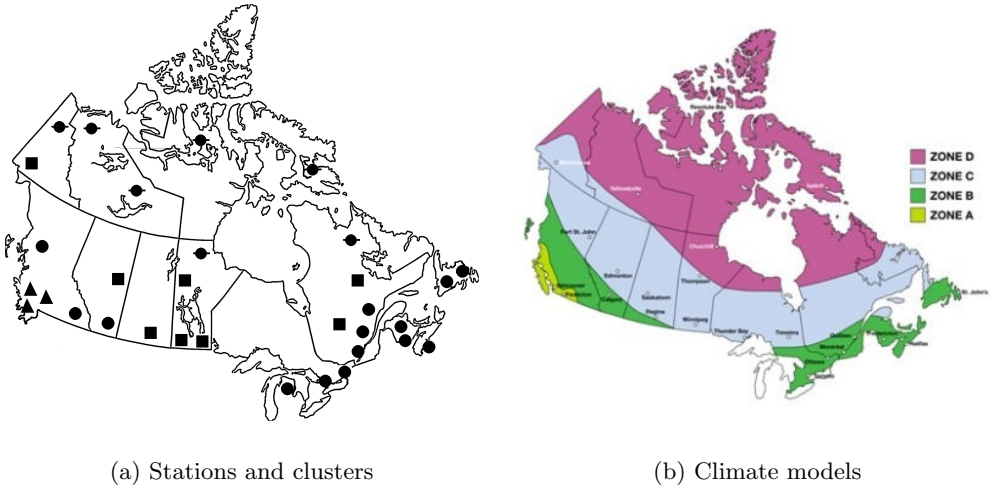 Resolute Bay
ZONE D
ZONE C
ZONE B
ZONE A
Whitehorse
Yellowknife
Iqaluit
Fort St. John
Churchill
Edmonton
Thompson
St. John's
Vancouver
Penticton
Calgary
Saskatoon
Regina
Winnipeg
Thunder Bay
Timmins
Québec
Fredericton
Montréal
Halifax
Ottawa
Toronto
(a) Stations and clusters
(b) Climate models